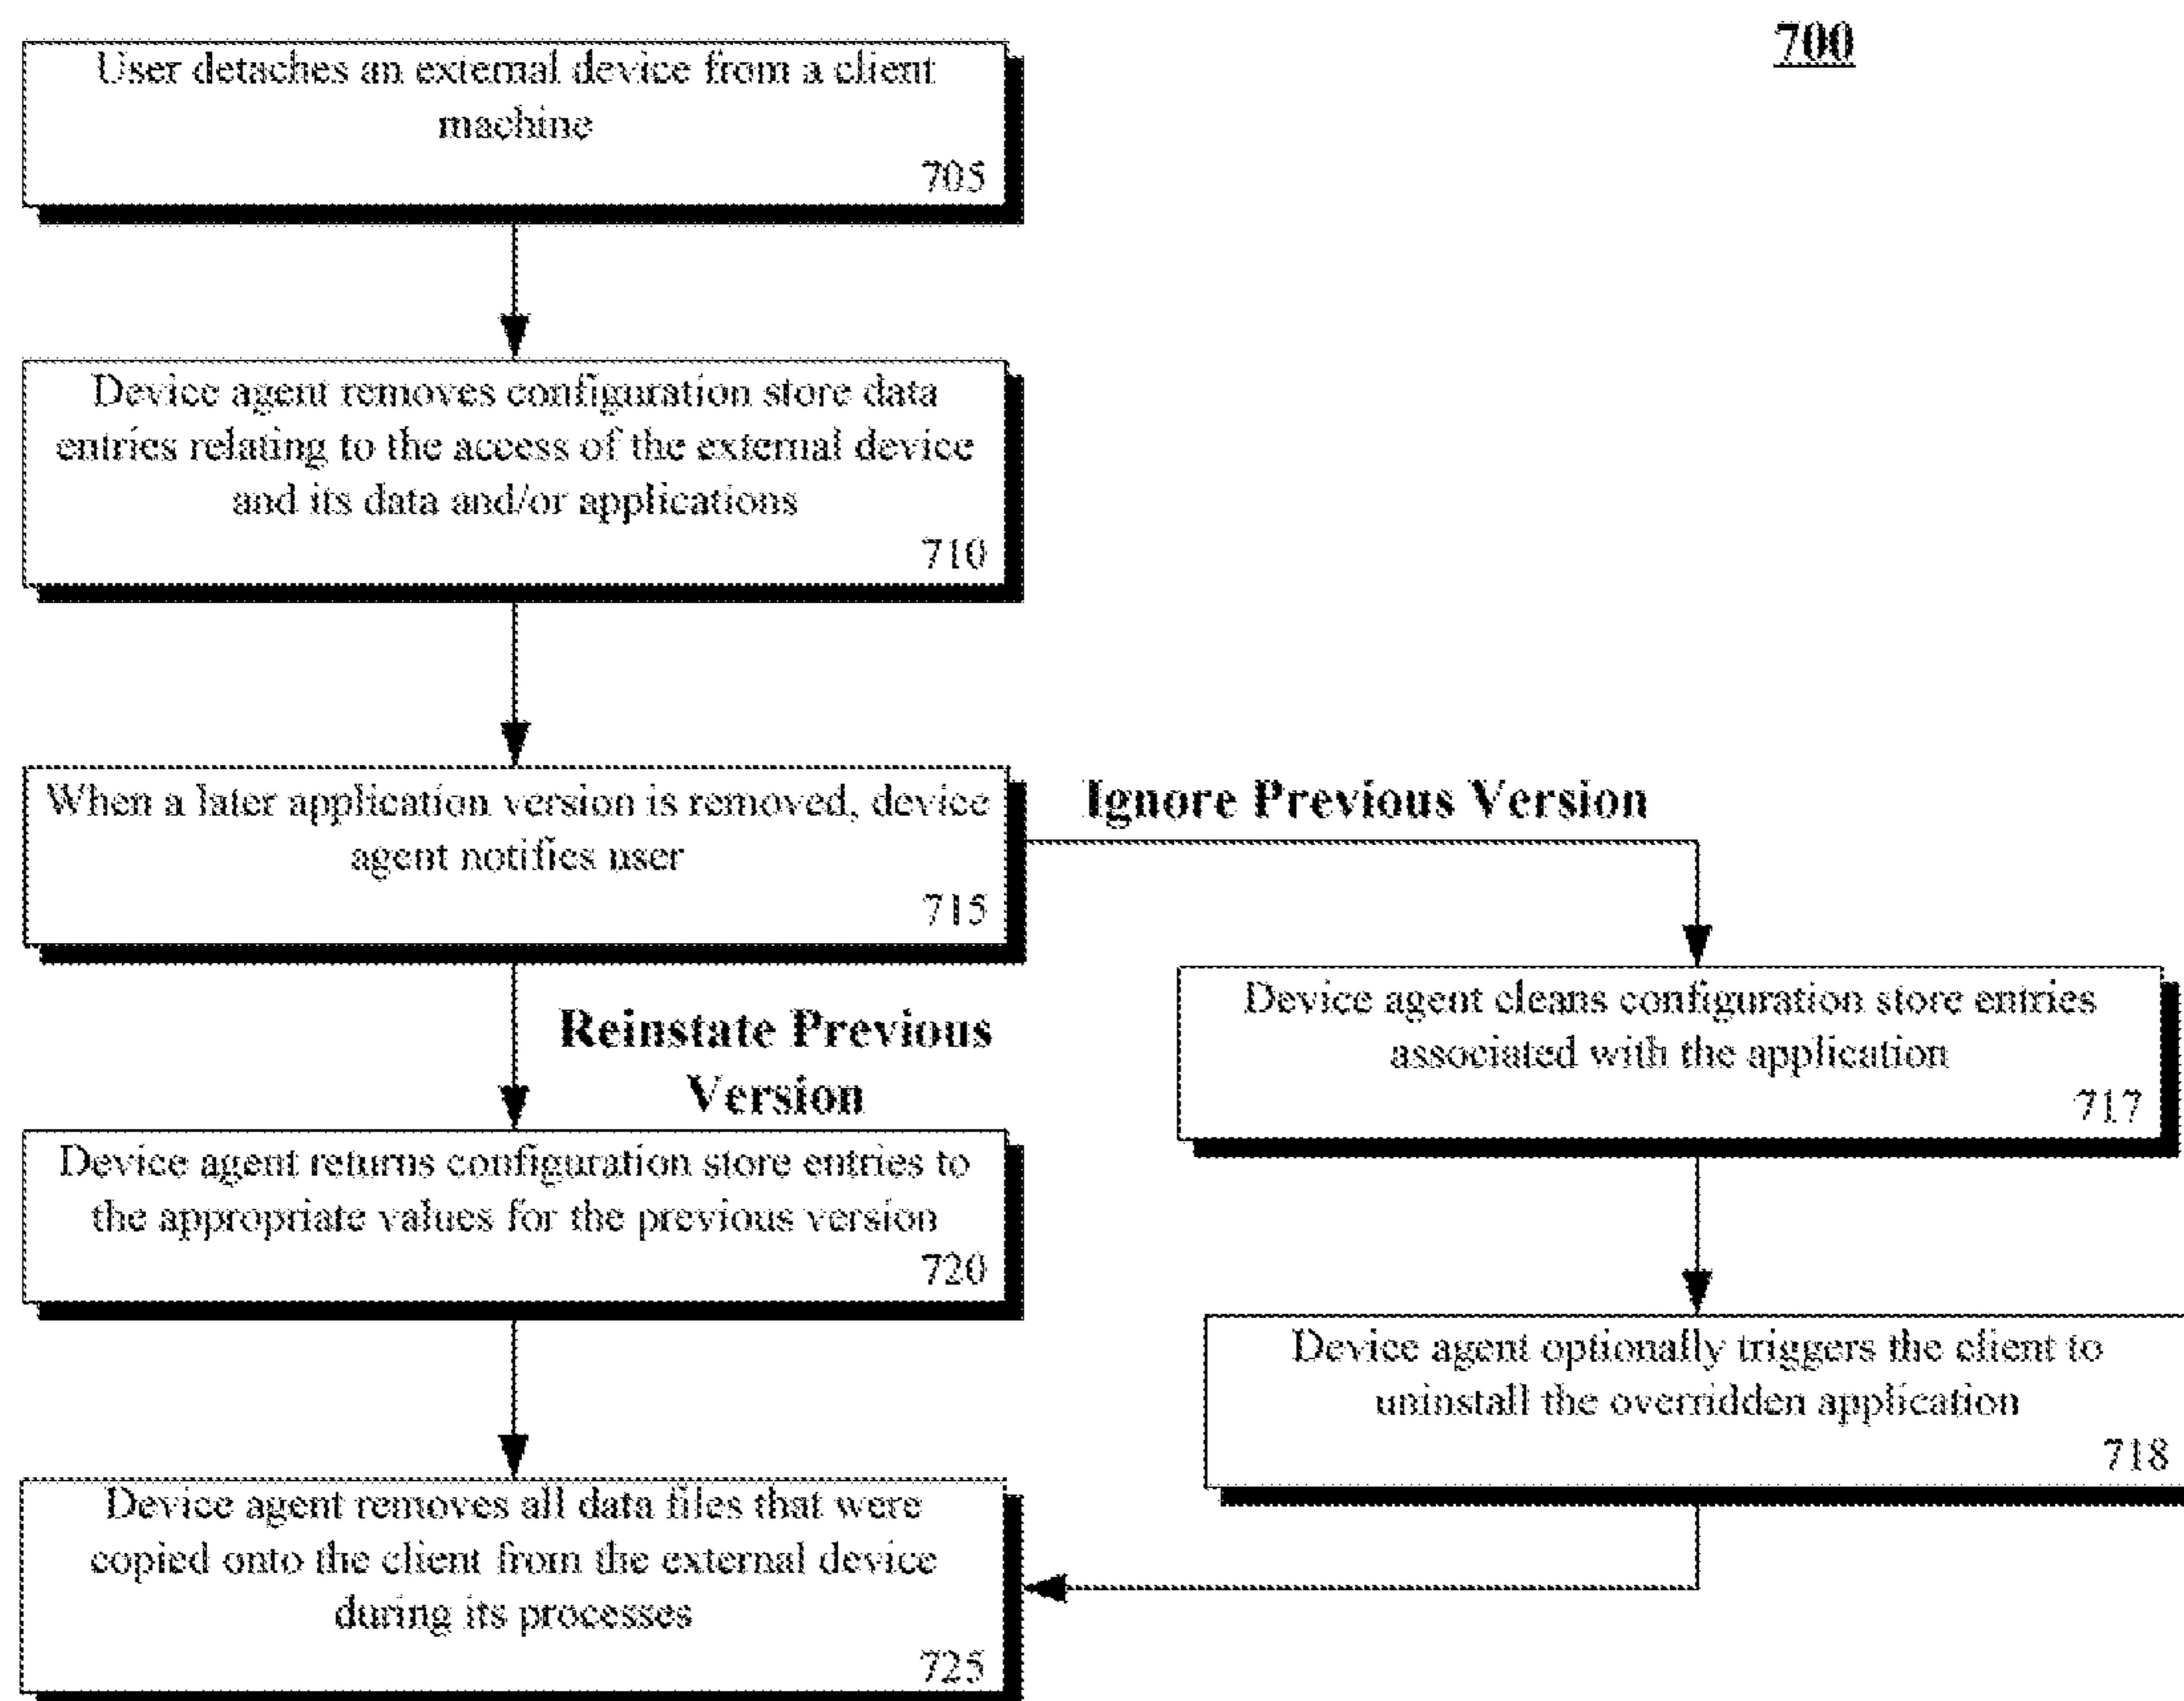 700
User detaches an external device from a client
machine
705
Device agent removes configuration store data
entries relating to the access of the external device
and its data and/or applications
710
When a later application version is removed, device
agent notifies user
715
Ignore Previous Version
Reinstate Previous
Version
Device agent cleans configuration store entries
associated with the application
717
Device agent returns configuration store entries to
the appropriate values for the previous version
720
Device agent optionally triggers the client to
uninstall the overridden application
718
Device agent removes all data files that were
copied onto the client from the external device
during its processes
725